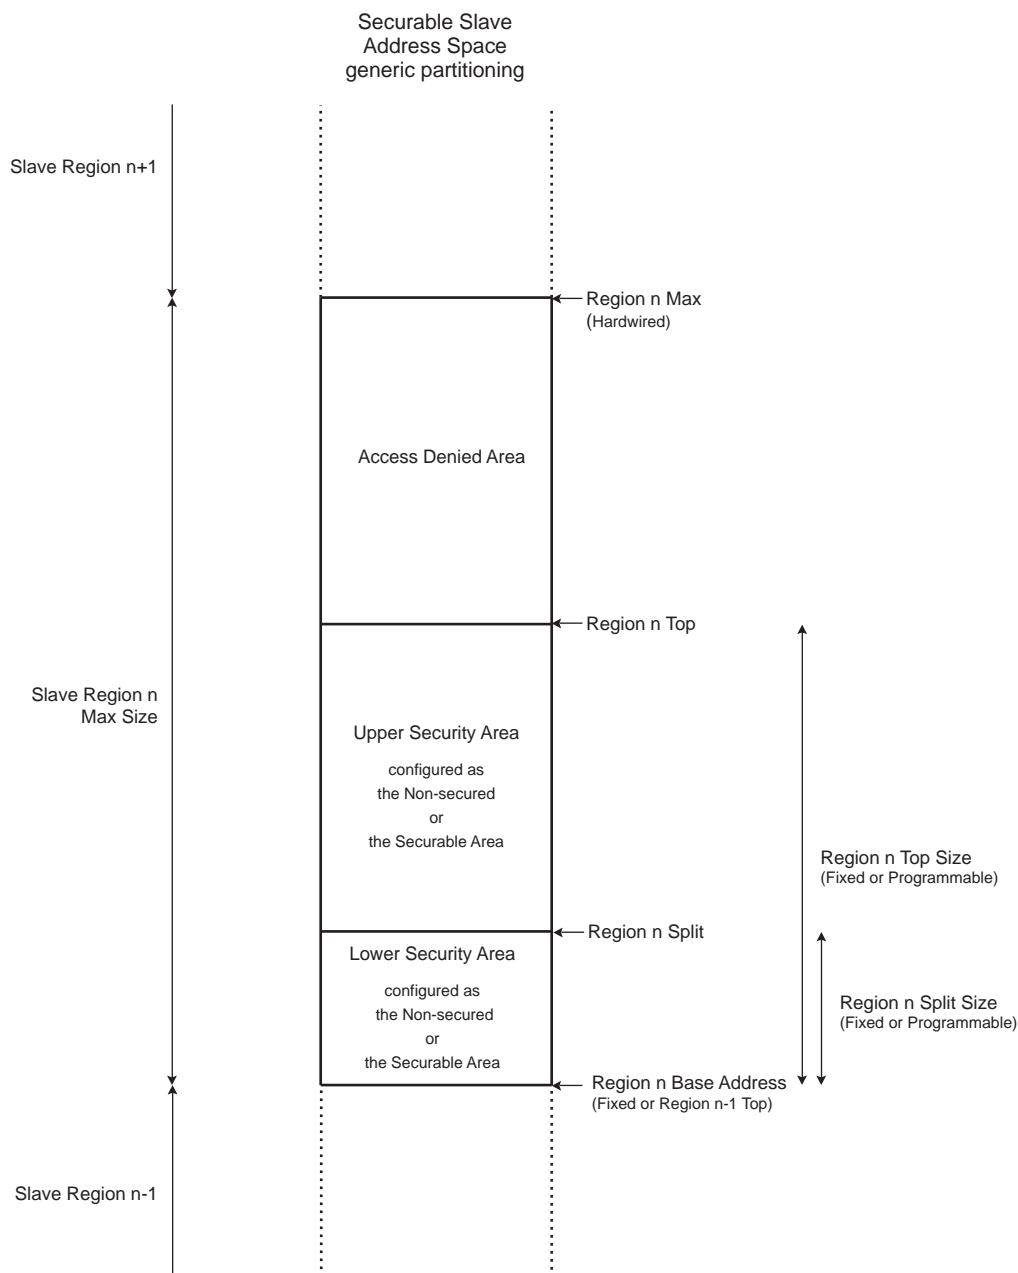 Securable Slave
Address Space
generic partitioning
Slave Region n+1
Region n Max
(Hardwired)
Access Denied Area
Region n Top
Slave Region n
Max Size
Upper Security Area
configured as
the Non-secured
or
the Securable Area
Region n Top Size
(Fixed or Programmable)
Region n Split
Lower Security Area
configured as
the Non-secured
or
the Securable Area
Region n Split Size
(Fixed or Programmable)
Region n Base Address
(Fixed or Region n-1 Top)
Slave Region n-1